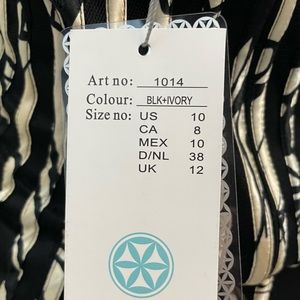 Art no: 1014
Colour: BLK+IVORY
Size no: US 10
CA 8
MEX 10
D/NL 38
UK 12